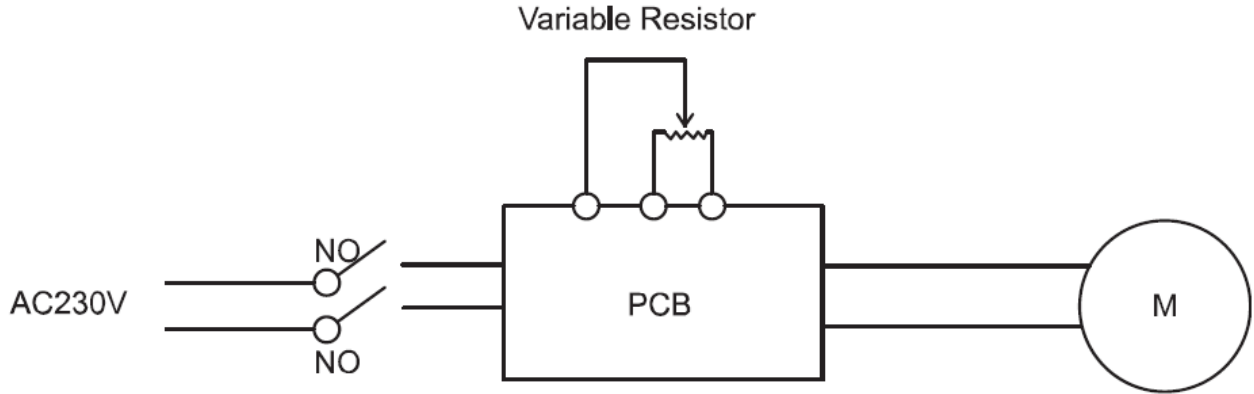 Variable Resistor
NO
AC230V
PCB
M
NO